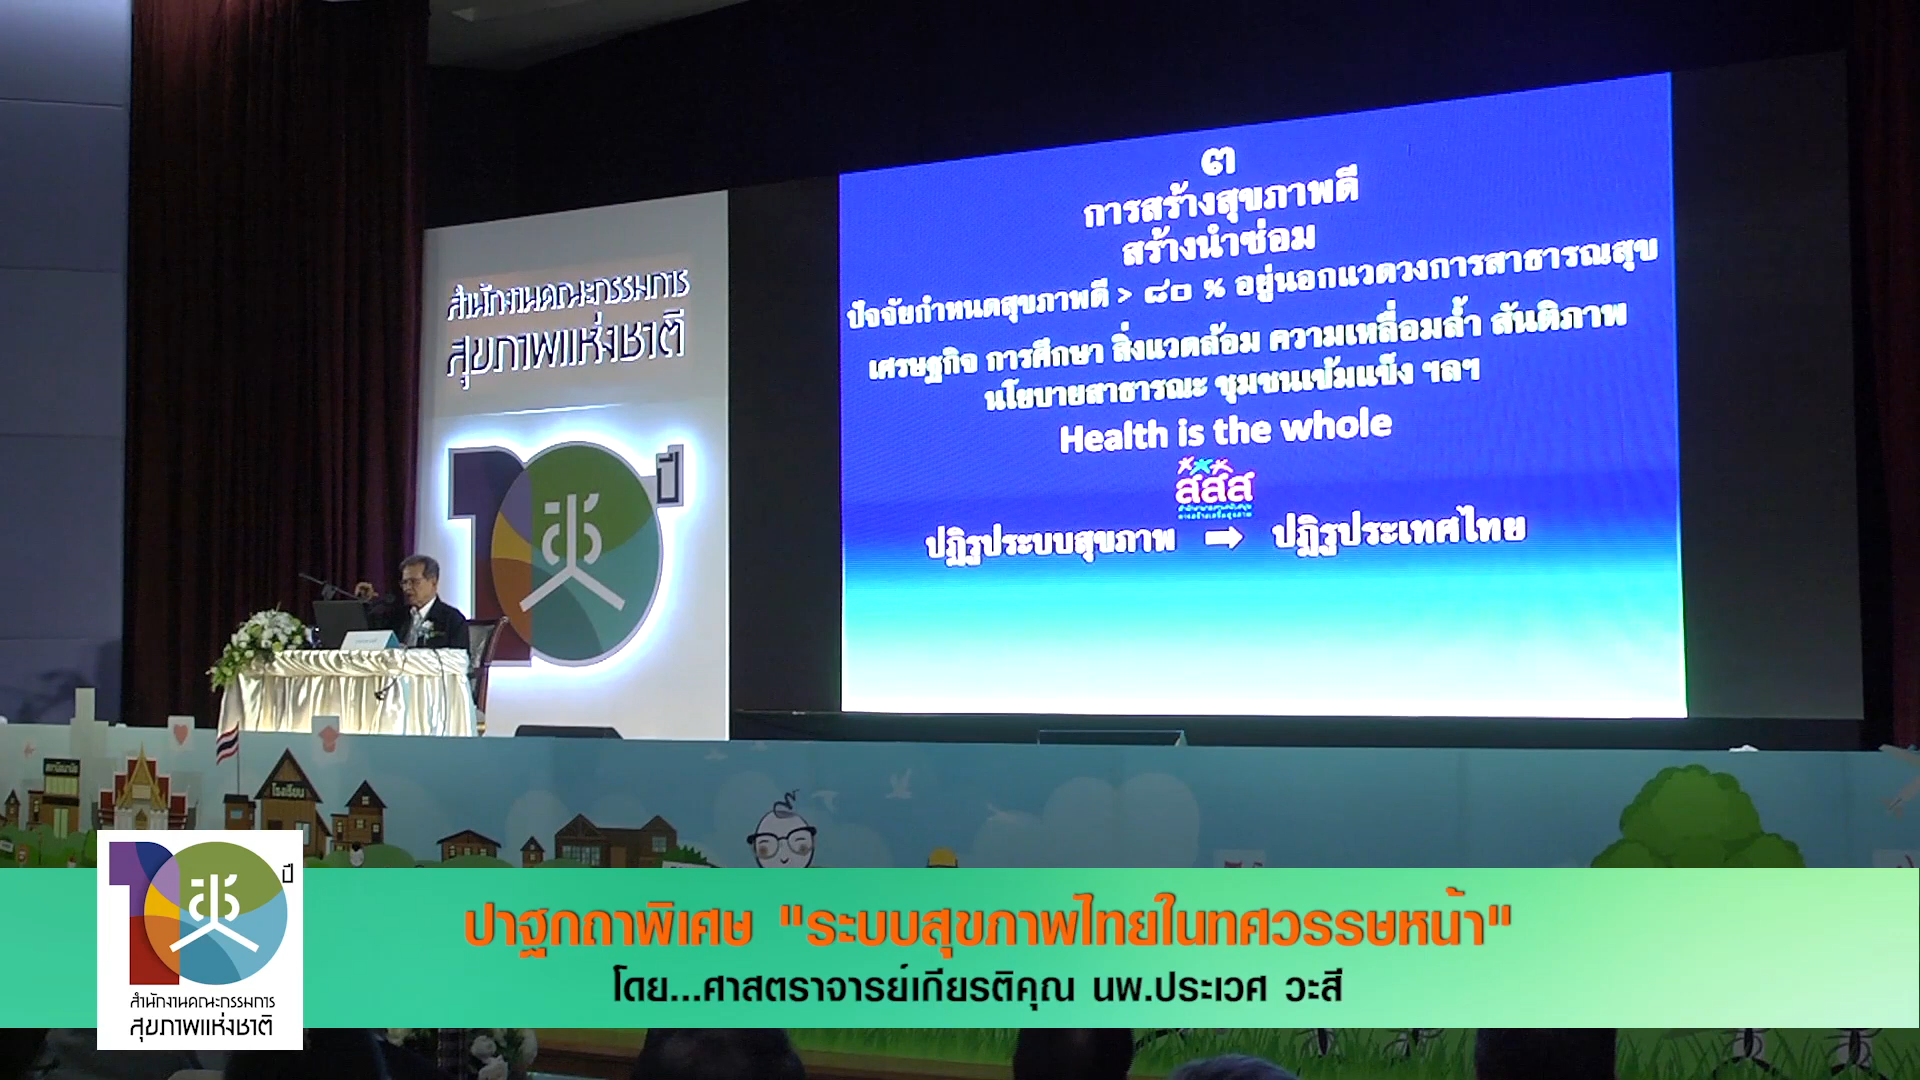 ๓
การสร้างสุขภาพดี
สร้างนำซ่อม
ปัจจัยกำหนดสุขภาพดี > ๘๐ % อยู่นอกแวดวงการสาธารณสุข
เศรษฐกิจ การศึกษา สิ่งแวดล้อม ความเหลื่อมล้ำ สันติภาพ
นโยบายสาธารณะ ชุมชนเข้มแข็ง ฯลฯ
Health is the whole
สสส
ปฏิรูประบบสุขภาพ ➡ ปฏิรูประเทศไทย
สำนักงานคณะกรรมการ
สุขภาพแห่งชาติ
10 ปี
โรงเรียน
ปาฐกถาพิเศษ "ระบบสุขภาพไทยในทศวรรษหน้า"
โดย...ศาสตราจารย์เกียรติคุณ นพ.ประเวศ วะสี
10 ปี
สำนักงานคณะกรรมการ
สุขภาพแห่งชาติ